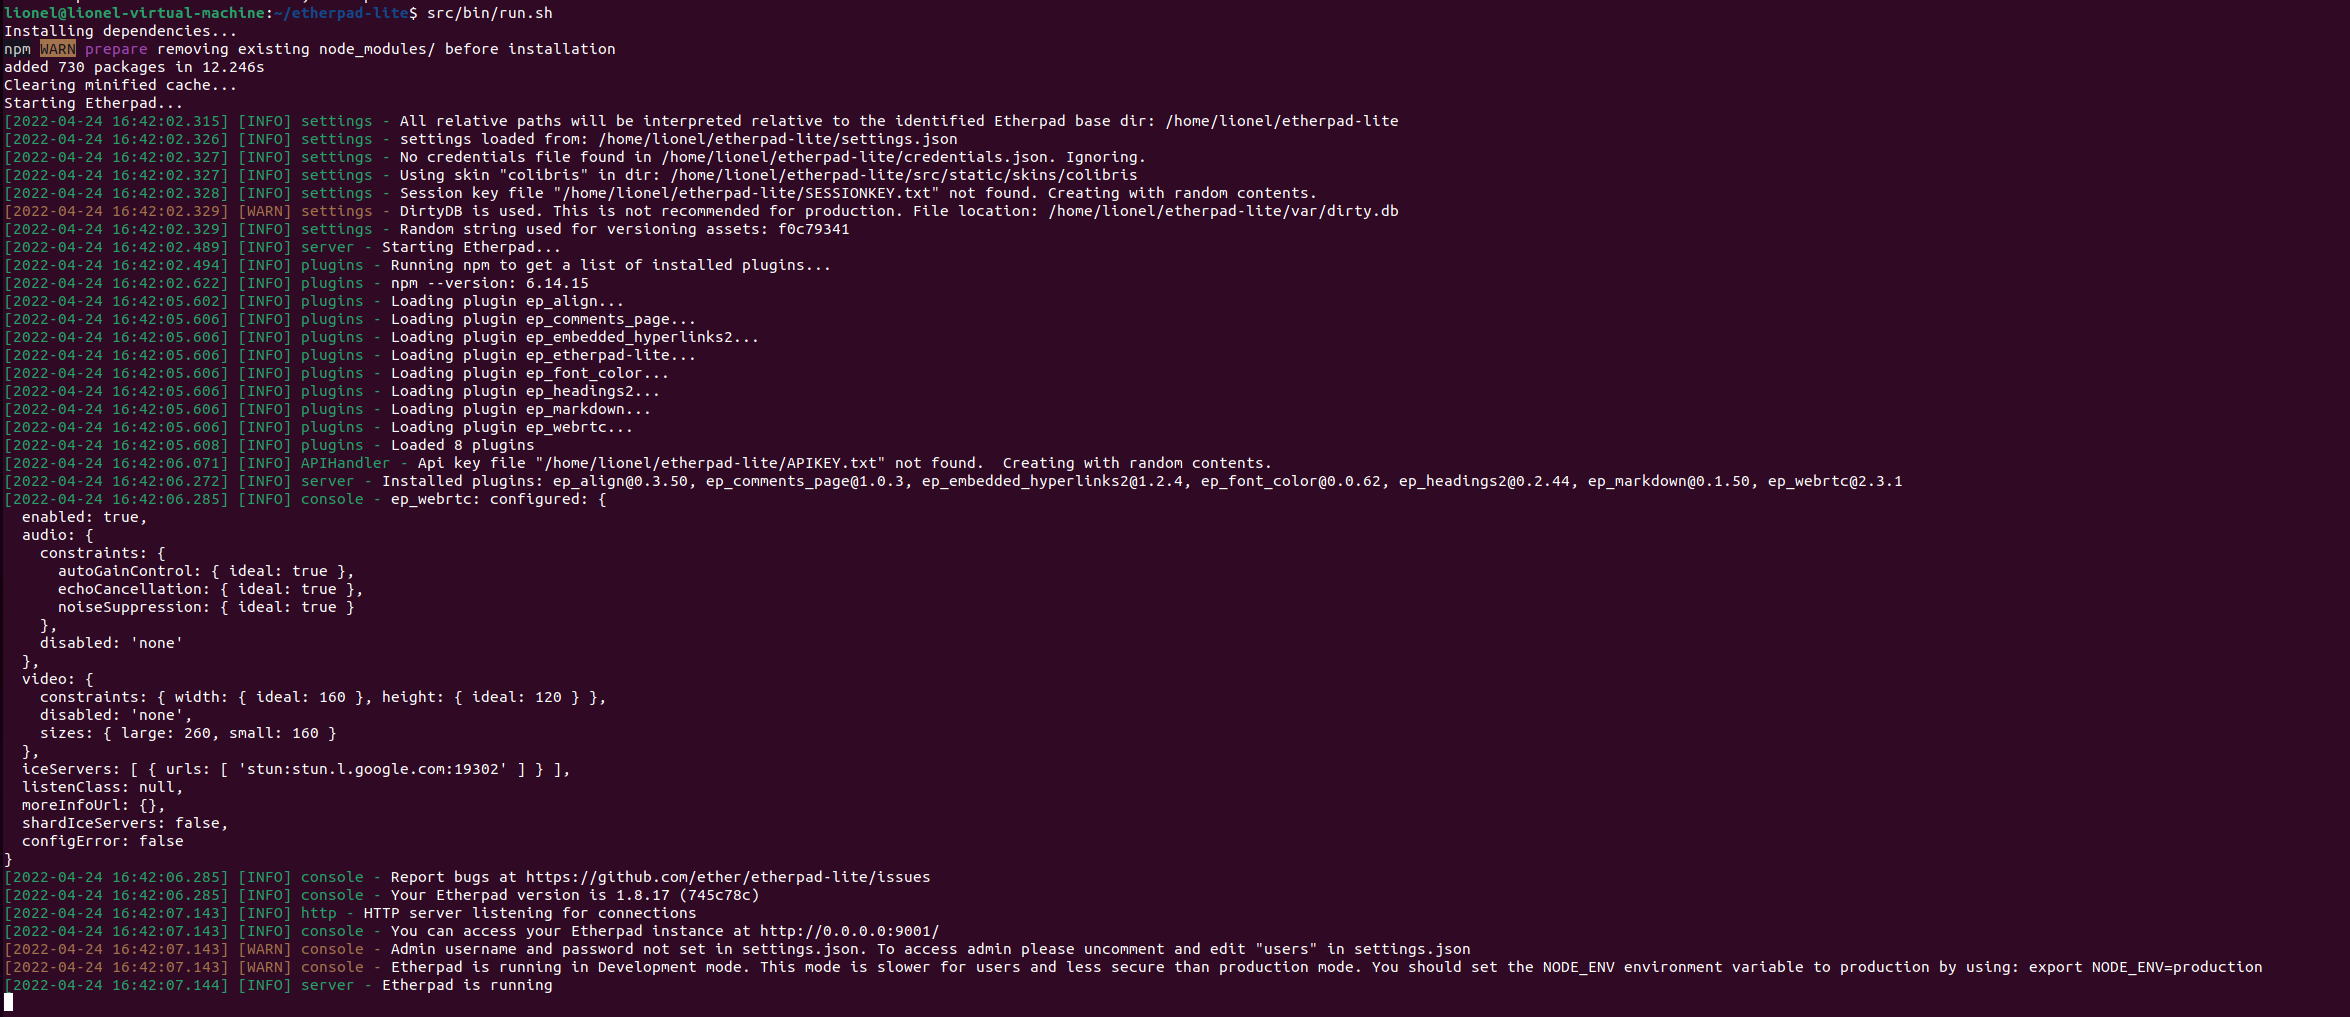 lionel@lionel-virtual-machine:~/etherpad-lite$ src/bin/run.sh
Installing dependencies...
npm WARN prepare removing existing node_modules/ before installation
added 730 packages in 12.246s
Clearing minified cache...
Starting Etherpad...
[2022-04-24 16:42:02.315] [INFO] settings - All relative paths will be interpreted relative to the identified Etherpad base dir: /home/lionel/etherpad-lite
[2022-04-24 16:42:02.326] [INFO] settings - settings loaded from: /home/lionel/etherpad-lite/settings.json
[2022-04-24 16:42:02.327] [INFO] settings - No credentials file found in /home/lionel/etherpad-lite/credentials.json. Ignoring.
[2022-04-24 16:42:02.327] [INFO] settings - Using skin "colibris" in dir: /home/lionel/etherpad-lite/src/static/skins/colibris
[2022-04-24 16:42:02.328] [INFO] settings - Session key file "/home/lionel/etherpad-lite/SESSIONKEY.txt" not found. Creating with random contents.
[2022-04-24 16:42:02.329] [WARN] settings - DirtyDB is used. This is not recommended for production. File location: /home/lionel/etherpad-lite/var/dirty.db
[2022-04-24 16:42:02.329] [INFO] settings - Random string used for versioning assets: f0c79341
[2022-04-24 16:42:02.489] [INFO] server - Starting Etherpad...
[2022-04-24 16:42:02.494] [INFO] plugins - Running npm to get a list of installed plugins...
[2022-04-24 16:42:02.622] [INFO] plugins - npm --version: 6.14.15
[2022-04-24 16:42:05.602] [INFO] plugins - Loading plugin ep_align...
[2022-04-24 16:42:05.606] [INFO] plugins - Loading plugin ep_comments_page...
[2022-04-24 16:42:05.606] [INFO] plugins - Loading plugin ep_embedded_hyperlinks2...
[2022-04-24 16:42:05.606] [INFO] plugins - Loading plugin ep_etherpad-lite...
[2022-04-24 16:42:05.606] [INFO] plugins - Loading plugin ep_font_color...
[2022-04-24 16:42:05.606] [INFO] plugins - Loading plugin ep_headings2...
[2022-04-24 16:42:05.606] [INFO] plugins - Loading plugin ep_markdown...
[2022-04-24 16:42:05.606] [INFO] plugins - Loading plugin ep_webrtc...
[2022-04-24 16:42:05.608] [INFO] plugins - Loaded 8 plugins
[2022-04-24 16:42:06.071] [INFO] APIHandler - Api key file "/home/lionel/etherpad-lite/APIKEY.txt" not found.  Creating with random contents.
[2022-04-24 16:42:06.272] [INFO] server - Installed plugins: ep_align@0.3.50, ep_comments_page@1.0.3, ep_embedded_hyperlinks2@1.2.4, ep_font_color@0.0.62, ep_headings2@0.2.44, ep_markdown@0.1.50, ep_webrtc@2.3.1
[2022-04-24 16:42:06.285] [INFO] console - ep_webrtc: configured: {
  enabled: true,
  audio: {
    constraints: {
      autoGainControl: { ideal: true },
      echoCancellation: { ideal: true },
      noiseSuppression: { ideal: true }
    },
    disabled: 'none'
  },
  video: {
    constraints: { width: { ideal: 160 }, height: { ideal: 120 } },
    disabled: 'none',
    sizes: { large: 260, small: 160 }
  },
  iceServers: [ { urls: [ 'stun:stun.l.google.com:19302' ] } ],
  listenClass: null,
  moreInfoUrl: {},
  shardIceServers: false,
  configError: false
}
[2022-04-24 16:42:06.285] [INFO] console - Report bugs at https://github.com/ether/etherpad-lite/issues
[2022-04-24 16:42:06.285] [INFO] console - Your Etherpad version is 1.8.17 (745c78c)
[2022-04-24 16:42:07.143] [INFO] http - HTTP server listening for connections
[2022-04-24 16:42:07.143] [INFO] console - You can access your Etherpad instance at http://0.0.0.0:9001/
[2022-04-24 16:42:07.143] [WARN] console - Admin username and password not set in settings.json. To access admin please uncomment and edit "users" in settings.json
[2022-04-24 16:42:07.143] [WARN] console - Etherpad is running in Development mode. This mode is slower for users and less secure than production mode. You should set the NODE_ENV environment variable to production by using: export NODE_ENV=production
[2022-04-24 16:42:07.144] [INFO] server - Etherpad is running